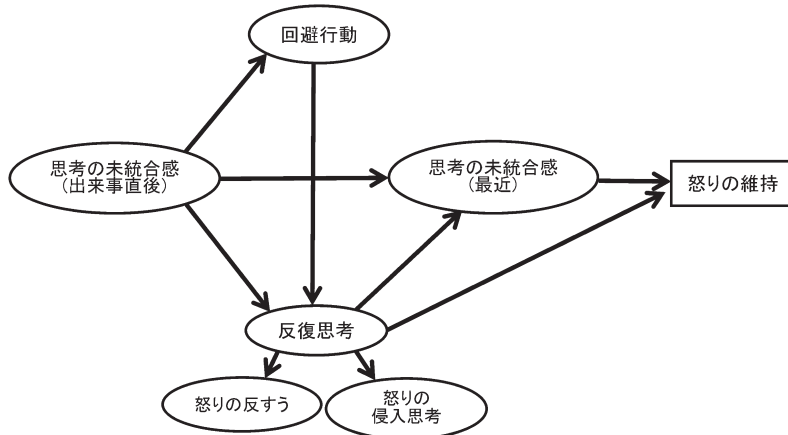 回避行動
思考の未統合感
(出来事直後)
思考の未統合感
(最近)
怒りの維持
反復思考
怒りの反すう
怒りの
侵入思考